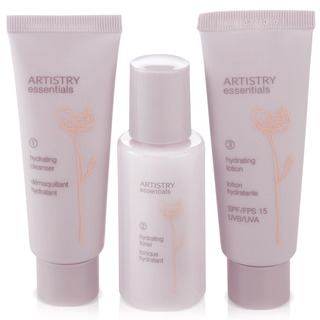 ARTISTRY
essentials
1
hydrating
cleanser
démaquillant
hydratant
ARTISTRY
essentials
2
hydrating
toner
tonique
hydratant
ARTISTRY
essentials
3
hydrating
lotion
lotion
hydratante
SPF/FPS 15
UVB/UVA